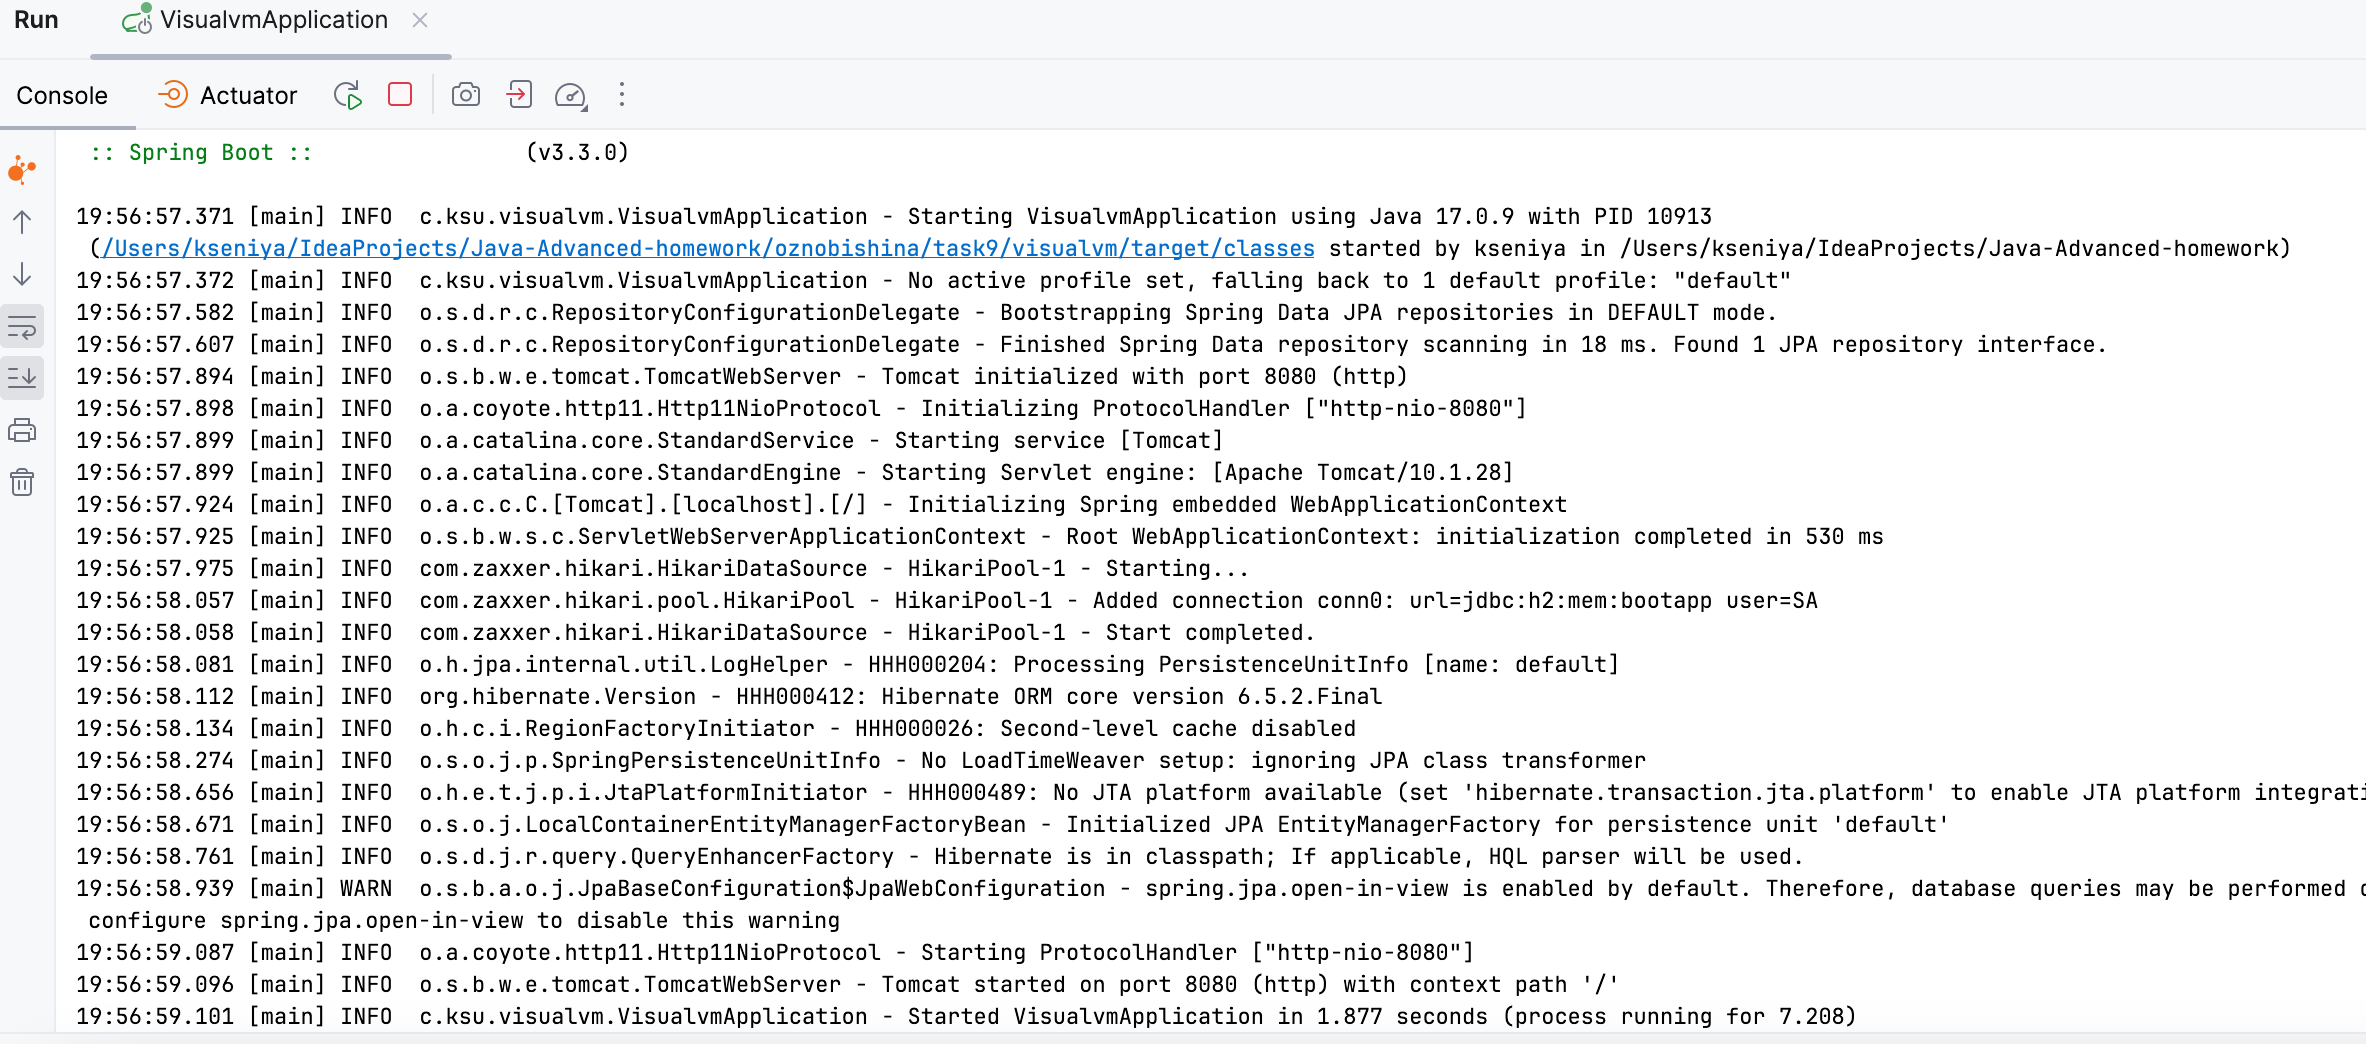 Run VisualvmApplication
Console Actuator
:: Spring Boot :: (v3.3.0)
19:56:57.371 [main] INFO  c.ksu.visualvm.VisualvmApplication - Starting VisualvmApplication using Java 17.0.9 with PID 10913
(/Users/kseniya/IdeaProjects/Java-Advanced-homework/oznobishina/task9/visualvm/target/classes started by kseniya in /Users/kseniya/IdeaProjects/Java-Advanced-homework)
19:56:57.372 [main] INFO  c.ksu.visualvm.VisualvmApplication - No active profile set, falling back to 1 default profile: "default"
19:56:57.582 [main] INFO  o.s.d.r.c.RepositoryConfigurationDelegate - Bootstrapping Spring Data JPA repositories in DEFAULT mode.
19:56:57.607 [main] INFO  o.s.d.r.c.RepositoryConfigurationDelegate - Finished Spring Data repository scanning in 18 ms. Found 1 JPA repository interface.
19:56:57.894 [main] INFO  o.s.b.w.e.tomcat.TomcatWebServer - Tomcat initialized with port 8080 (http)
19:56:57.898 [main] INFO  o.a.coyote.http11.Http11NioProtocol - Initializing ProtocolHandler ["http-nio-8080"]
19:56:57.899 [main] INFO  o.a.catalina.core.StandardService - Starting service [Tomcat]
19:56:57.899 [main] INFO  o.a.catalina.core.StandardEngine - Starting Servlet engine: [Apache Tomcat/10.1.28]
19:56:57.924 [main] INFO  o.a.c.c.C.[Tomcat].[localhost].[/] - Initializing Spring embedded WebApplicationContext
19:56:57.925 [main] INFO  o.s.b.w.s.c.ServletWebServerApplicationContext - Root WebApplicationContext: initialization completed in 530 ms
19:56:57.975 [main] INFO  com.zaxxer.hikari.HikariDataSource - HikariPool-1 - Starting...
19:56:58.057 [main] INFO  com.zaxxer.hikari.pool.HikariPool - HikariPool-1 - Added connection conn0: url=jdbc:h2:mem:bootapp user=SA
19:56:58.058 [main] INFO  com.zaxxer.hikari.HikariDataSource - HikariPool-1 - Start completed.
19:56:58.081 [main] INFO  o.h.jpa.internal.util.LogHelper - HHH000204: Processing PersistenceUnitInfo [name: default]
19:56:58.112 [main] INFO  org.hibernate.Version - HHH000412: Hibernate ORM core version 6.5.2.Final
19:56:58.134 [main] INFO  o.h.c.i.RegionFactoryInitiator - HHH000026: Second-level cache disabled
19:56:58.274 [main] INFO  o.s.o.j.p.SpringPersistenceUnitInfo - No LoadTimeWeaver setup: ignoring JPA class transformer
19:56:58.656 [main] INFO  o.h.e.t.j.p.i.JtaPlatformInitiator - HHH000489: No JTA platform available (set 'hibernate.transaction.jta.platform' to enable JTA platform integrati
19:56:58.671 [main] INFO  o.s.o.j.LocalContainerEntityManagerFactoryBean - Initialized JPA EntityManagerFactory for persistence unit 'default'
19:56:58.761 [main] INFO  o.s.d.j.r.query.QueryEnhancerFactory - Hibernate is in classpath; If applicable, HQL parser will be used.
19:56:58.939 [main] WARN  o.s.b.a.o.j.JpaBaseConfiguration$JpaWebConfiguration - spring.jpa.open-in-view is enabled by default. Therefore, database queries may be performed
configure spring.jpa.open-in-view to disable this warning
19:56:59.087 [main] INFO  o.a.coyote.http11.Http11NioProtocol - Starting ProtocolHandler ["http-nio-8080"]
19:56:59.096 [main] INFO  o.s.b.w.e.tomcat.TomcatWebServer - Tomcat started on port 8080 (http) with context path '/'
19:56:59.101 [main] INFO  c.ksu.visualvm.VisualvmApplication - Started VisualvmApplication in 1.877 seconds (process running for 7.208)